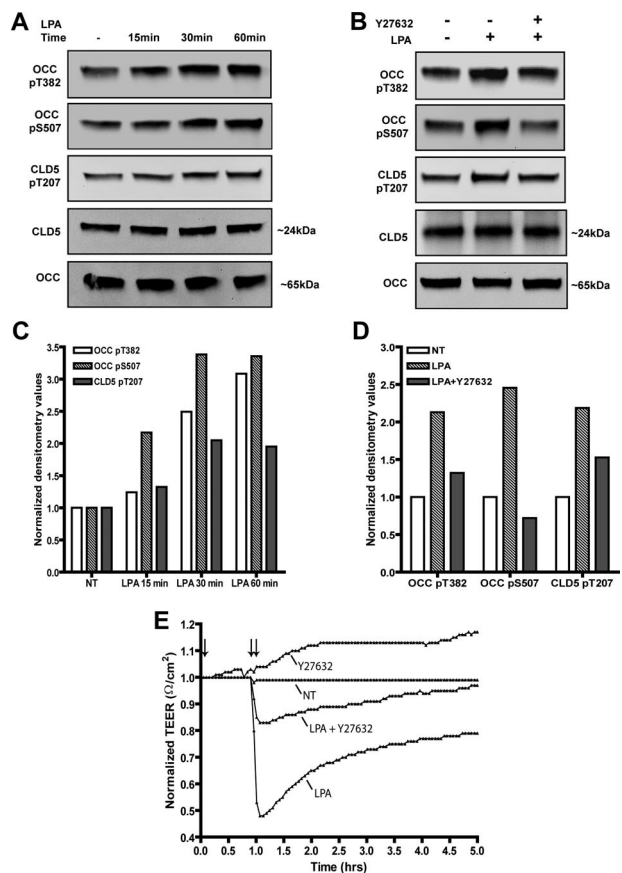 A
LPA
Time - 15min 30min 60min
OCC
pT382
OCC
pS507
CLD5
pT207
CLD5 ~24kDa
OCC ~65kDa
B
Y27632 - - +
LPA - + +
OCC
pT382
OCC
pS507
CLD5
pT207
CLD5 ~24kDa
OCC ~65kDa
C
Normalized densitometry values
3.5
3.0
2.5
2.0
1.5
1.0
0.5
0.0
OCC pT382
OCC pS507
CLD5 pT207
NT LPA 15 min LPA 30 min LPA 60 min
D
Normalized densitometry values
3.0
2.5
2.0
1.5
1.0
0.5
0.0
NT
LPA
LPA+Y27632
OCC pT382 OCC pS507 CLD5 pT207
E
Normalized TEER (Ω/cm²)
1.2
1.1
1.0
0.9
0.8
0.7
0.6
0.5
0.4
Y27632
NT
LPA + Y27632
LPA
0.0 0.5 1.0 1.5 2.0 2.5 3.0 3.5 4.0 4.5 5.0
Time (hrs)